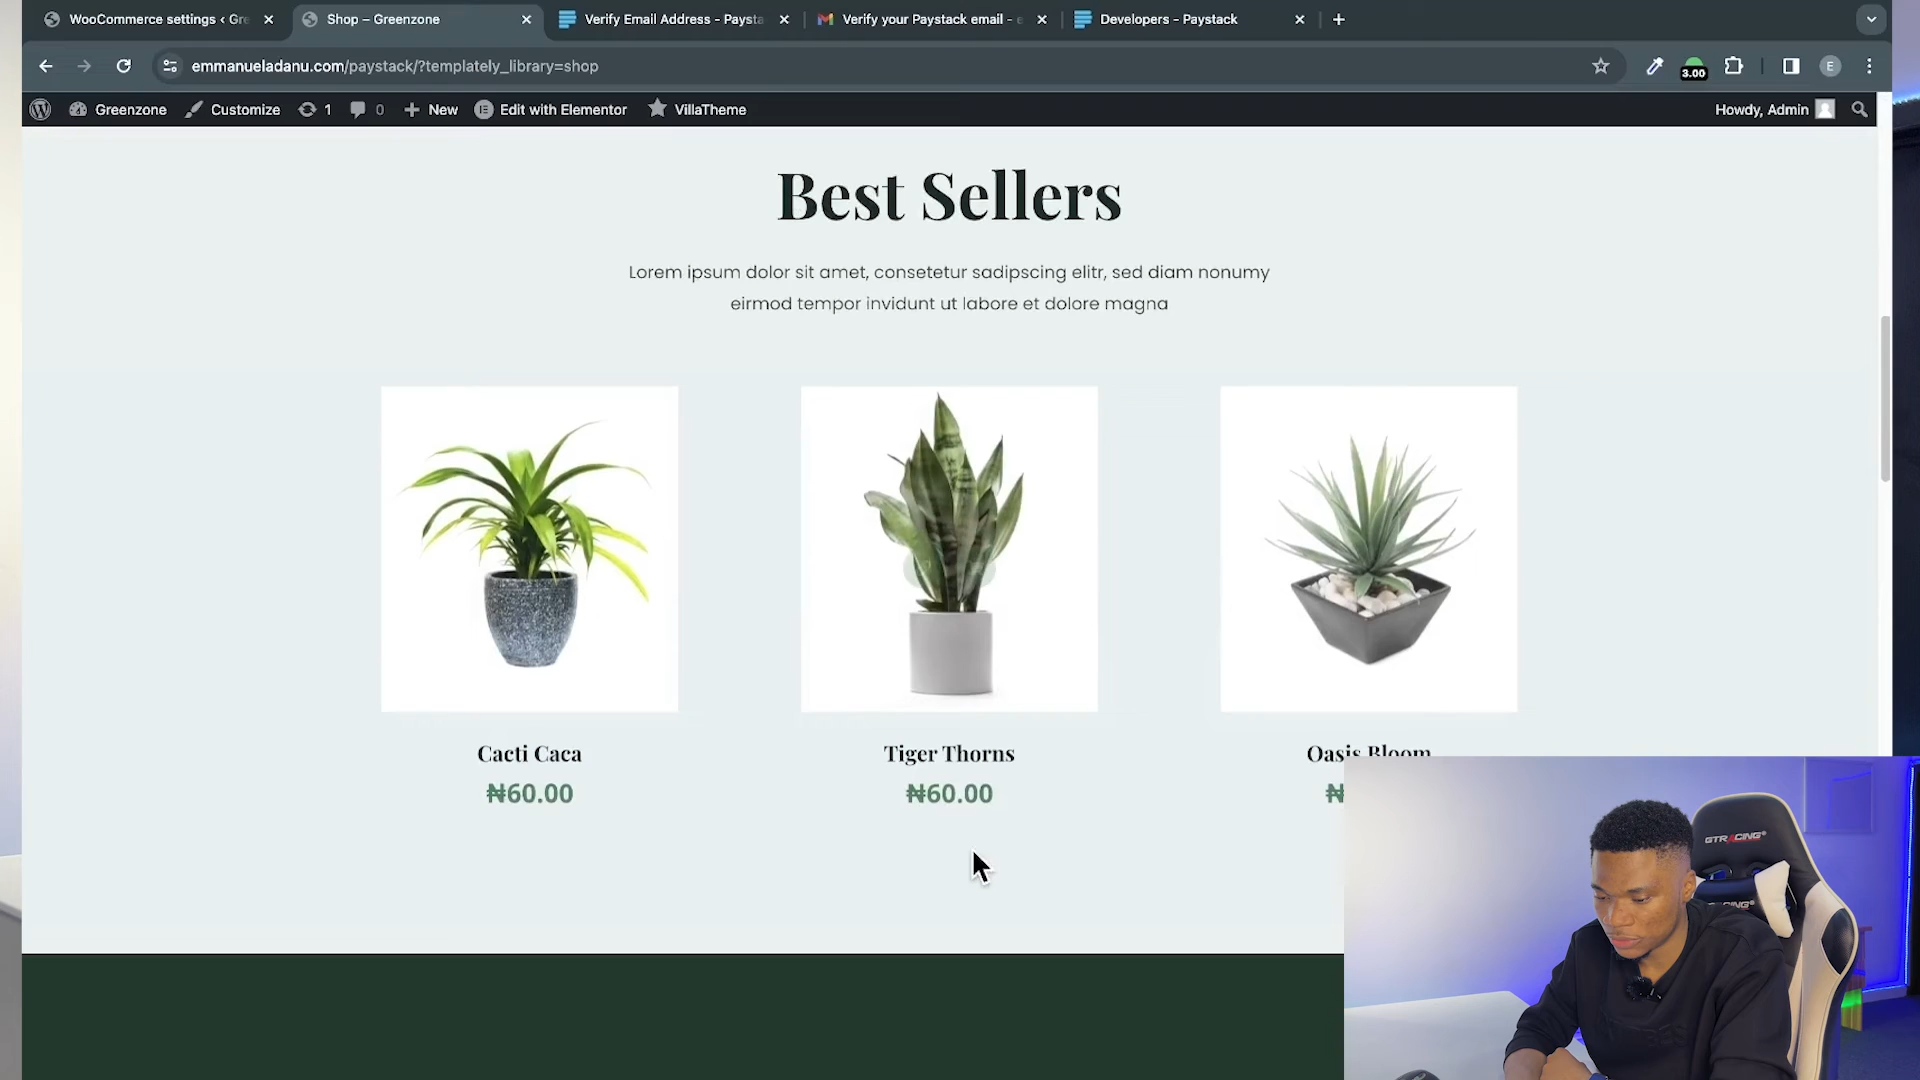 WooCommerce settings ‹ Gre
Shop – Greenzone
Verify Email Address - Paysta
Verify your Paystack email - e
Developers - Paystack
emmanueladanu.com/paystack/?templately_library=shop
3.00
E
Greenzone
Customize
1
0
New
Edit with Elementor
VillaTheme
Howdy, Admin
Best Sellers
Lorem ipsum dolor sit amet, consetetur sadipscing elitr, sed diam nonumy
eirmod tempor invidunt ut labore et dolore magna
Cacti Caca
Tiger Thorns
Oasis Bloom
₦60.00
₦60.00
₦
GTRACING